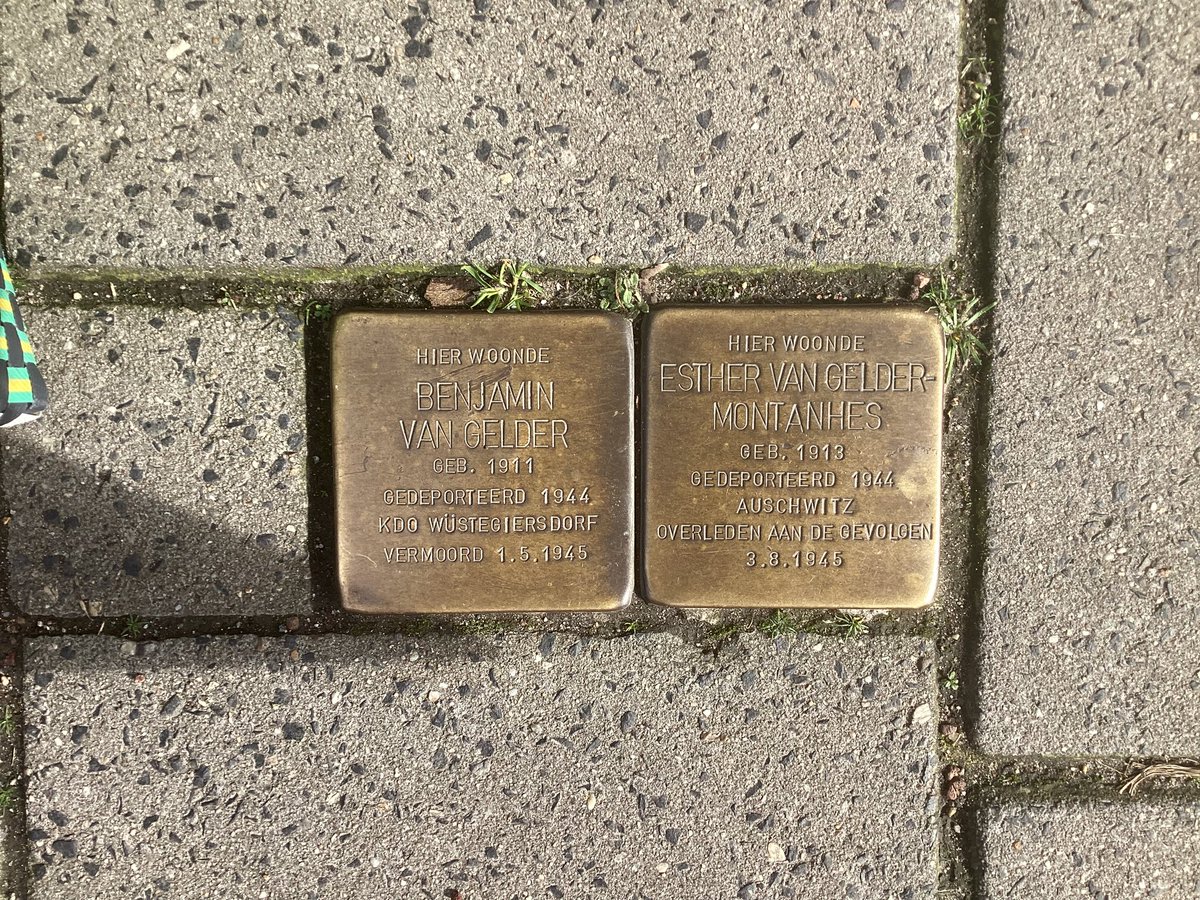 HIER WOONDE
BENJAMIN
VAN GELDER
GEB. 1911
GEDEPORTEERD 1944
KDO WÜSTEGIERSDORF
VERMOORD 1.5.1945
HIER WOONDE
ESTHER VAN GELDER-
MONTANHES
GEB. 1913
GEDEPORTEERD 1944
AUSCHWITZ
OVERLEDEN AAN DE GEVOLGEN
3.8.1945